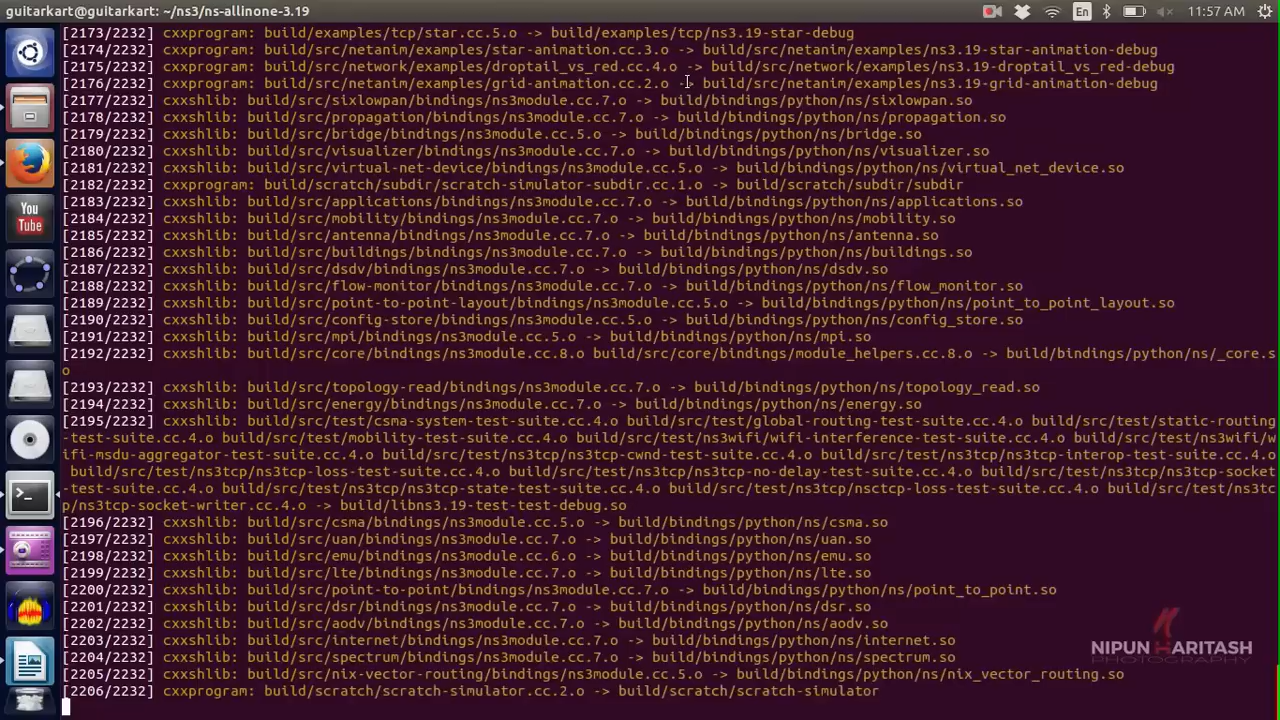 guitarkart@guitarkart: ~/ns3/ns-allinone-3.19
En
11:57 AM
[2173/2232] cxxprogram: build/examples/tcp/star.cc.5.o -> build/examples/tcp/ns3.19-star-debug
[2174/2232] cxxprogram: build/src/netanim/examples/star-animation.cc.3.o -> build/src/netanim/examples/ns3.19-star-animation-debug
[2175/2232] cxxprogram: build/src/network/examples/droptail_vs_red.cc.4.o -> build/src/network/examples/ns3.19-droptail_vs_red-debug
[2176/2232] cxxprogram: build/src/netanim/examples/grid-animation.cc.2.o -> build/src/netanim/examples/ns3.19-grid-animation-debug
[2177/2232] cxxshlib: build/src/sixlowpan/bindings/ns3module.cc.7.o -> build/bindings/python/ns/sixlowpan.so
[2178/2232] cxxshlib: build/src/propagation/bindings/ns3module.cc.7.o -> build/bindings/python/ns/propagation.so
[2179/2232] cxxshlib: build/src/bridge/bindings/ns3module.cc.5.o -> build/bindings/python/ns/bridge.so
[2180/2232] cxxshlib: build/src/visualizer/bindings/ns3module.cc.7.o -> build/bindings/python/ns/visualizer.so
[2181/2232] cxxshlib: build/src/virtual-net-device/bindings/ns3module.cc.5.o -> build/bindings/python/ns/virtual_net_device.so
[2182/2232] cxxprogram: build/scratch/subdir/scratch-simulator-subdir.cc.1.o -> build/scratch/subdir/subdir
[2183/2232] cxxshlib: build/src/applications/bindings/ns3module.cc.7.o -> build/bindings/python/ns/applications.so
[2184/2232] cxxshlib: build/src/mobility/bindings/ns3module.cc.7.o -> build/bindings/python/ns/mobility.so
[2185/2232] cxxshlib: build/src/antenna/bindings/ns3module.cc.7.o -> build/bindings/python/ns/antenna.so
[2186/2232] cxxshlib: build/src/buildings/bindings/ns3module.cc.7.o -> build/bindings/python/ns/buildings.so
[2187/2232] cxxshlib: build/src/dsdv/bindings/ns3module.cc.7.o -> build/bindings/python/ns/dsdv.so
[2188/2232] cxxshlib: build/src/flow-monitor/bindings/ns3module.cc.7.o -> build/bindings/python/ns/flow_monitor.so
[2189/2232] cxxshlib: build/src/point-to-point-layout/bindings/ns3module.cc.5.o -> build/bindings/python/ns/point_to_point_layout.so
[2190/2232] cxxshlib: build/src/config-store/bindings/ns3module.cc.5.o -> build/bindings/python/ns/config_store.so
[2191/2232] cxxshlib: build/src/mpi/bindings/ns3module.cc.5.o -> build/bindings/python/ns/mpi.so
[2192/2232] cxxshlib: build/src/core/bindings/ns3module.cc.8.o build/src/core/bindings/module_helpers.cc.8.o -> build/bindings/python/ns/_core.s
o
[2193/2232] cxxshlib: build/src/topology-read/bindings/ns3module.cc.7.o -> build/bindings/python/ns/topology_read.so
[2194/2232] cxxshlib: build/src/energy/bindings/ns3module.cc.7.o -> build/bindings/python/ns/energy.so
[2195/2232] cxxshlib: build/src/test/csma-system-test-suite.cc.4.o build/src/test/global-routing-test-suite.cc.4.o build/src/test/static-routing
-test-suite.cc.4.o build/src/test/mobility-test-suite.cc.4.o build/src/test/ns3wifi/wifi-interference-test-suite.cc.4.o build/src/test/ns3wifi/w
ifi-msdu-aggregator-test-suite.cc.4.o build/src/test/ns3tcp/ns3tcp-cwnd-test-suite.cc.4.o build/src/test/ns3tcp/ns3tcp-interop-test-suite.cc.4.o
build/src/test/ns3tcp/ns3tcp-loss-test-suite.cc.4.o build/src/test/ns3tcp/ns3tcp-no-delay-test-suite.cc.4.o build/src/test/ns3tcp/ns3tcp-socket
-test-suite.cc.4.o build/src/test/ns3tcp/ns3tcp-state-test-suite.cc.4.o build/src/test/ns3tcp/nsctcp-loss-test-suite.cc.4.o build/src/test/ns3tc
p/ns3tcp-socket-writer.cc.4.o -> build/libns3.19-test-test-debug.so
[2196/2232] cxxshlib: build/src/csma/bindings/ns3module.cc.5.o -> build/bindings/python/ns/csma.so
[2197/2232] cxxshlib: build/src/uan/bindings/ns3module.cc.7.o -> build/bindings/python/ns/uan.so
[2198/2232] cxxshlib: build/src/emu/bindings/ns3module.cc.6.o -> build/bindings/python/ns/emu.so
[2199/2232] cxxshlib: build/src/lte/bindings/ns3module.cc.7.o -> build/bindings/python/ns/lte.so
[2200/2232] cxxshlib: build/src/point-to-point/bindings/ns3module.cc.7.o -> build/bindings/python/ns/point_to_point.so
[2201/2232] cxxshlib: build/src/dsr/bindings/ns3module.cc.7.o -> build/bindings/python/ns/dsr.so
[2202/2232] cxxshlib: build/src/aodv/bindings/ns3module.cc.7.o -> build/bindings/python/ns/aodv.so
[2203/2232] cxxshlib: build/src/internet/bindings/ns3module.cc.7.o -> build/bindings/python/ns/internet.so
[2204/2232] cxxshlib: build/src/spectrum/bindings/ns3module.cc.7.o -> build/bindings/python/ns/spectrum.so
[2205/2232] cxxshlib: build/src/nix-vector-routing/bindings/ns3module.cc.5.o -> build/bindings/python/ns/nix_vector_routing.so
[2206/2232] cxxprogram: build/scratch/scratch-simulator.cc.2.o -> build/scratch/scratch-simulator
You
Tube
NIPUN HARITASH
PHOTOGRAPHY